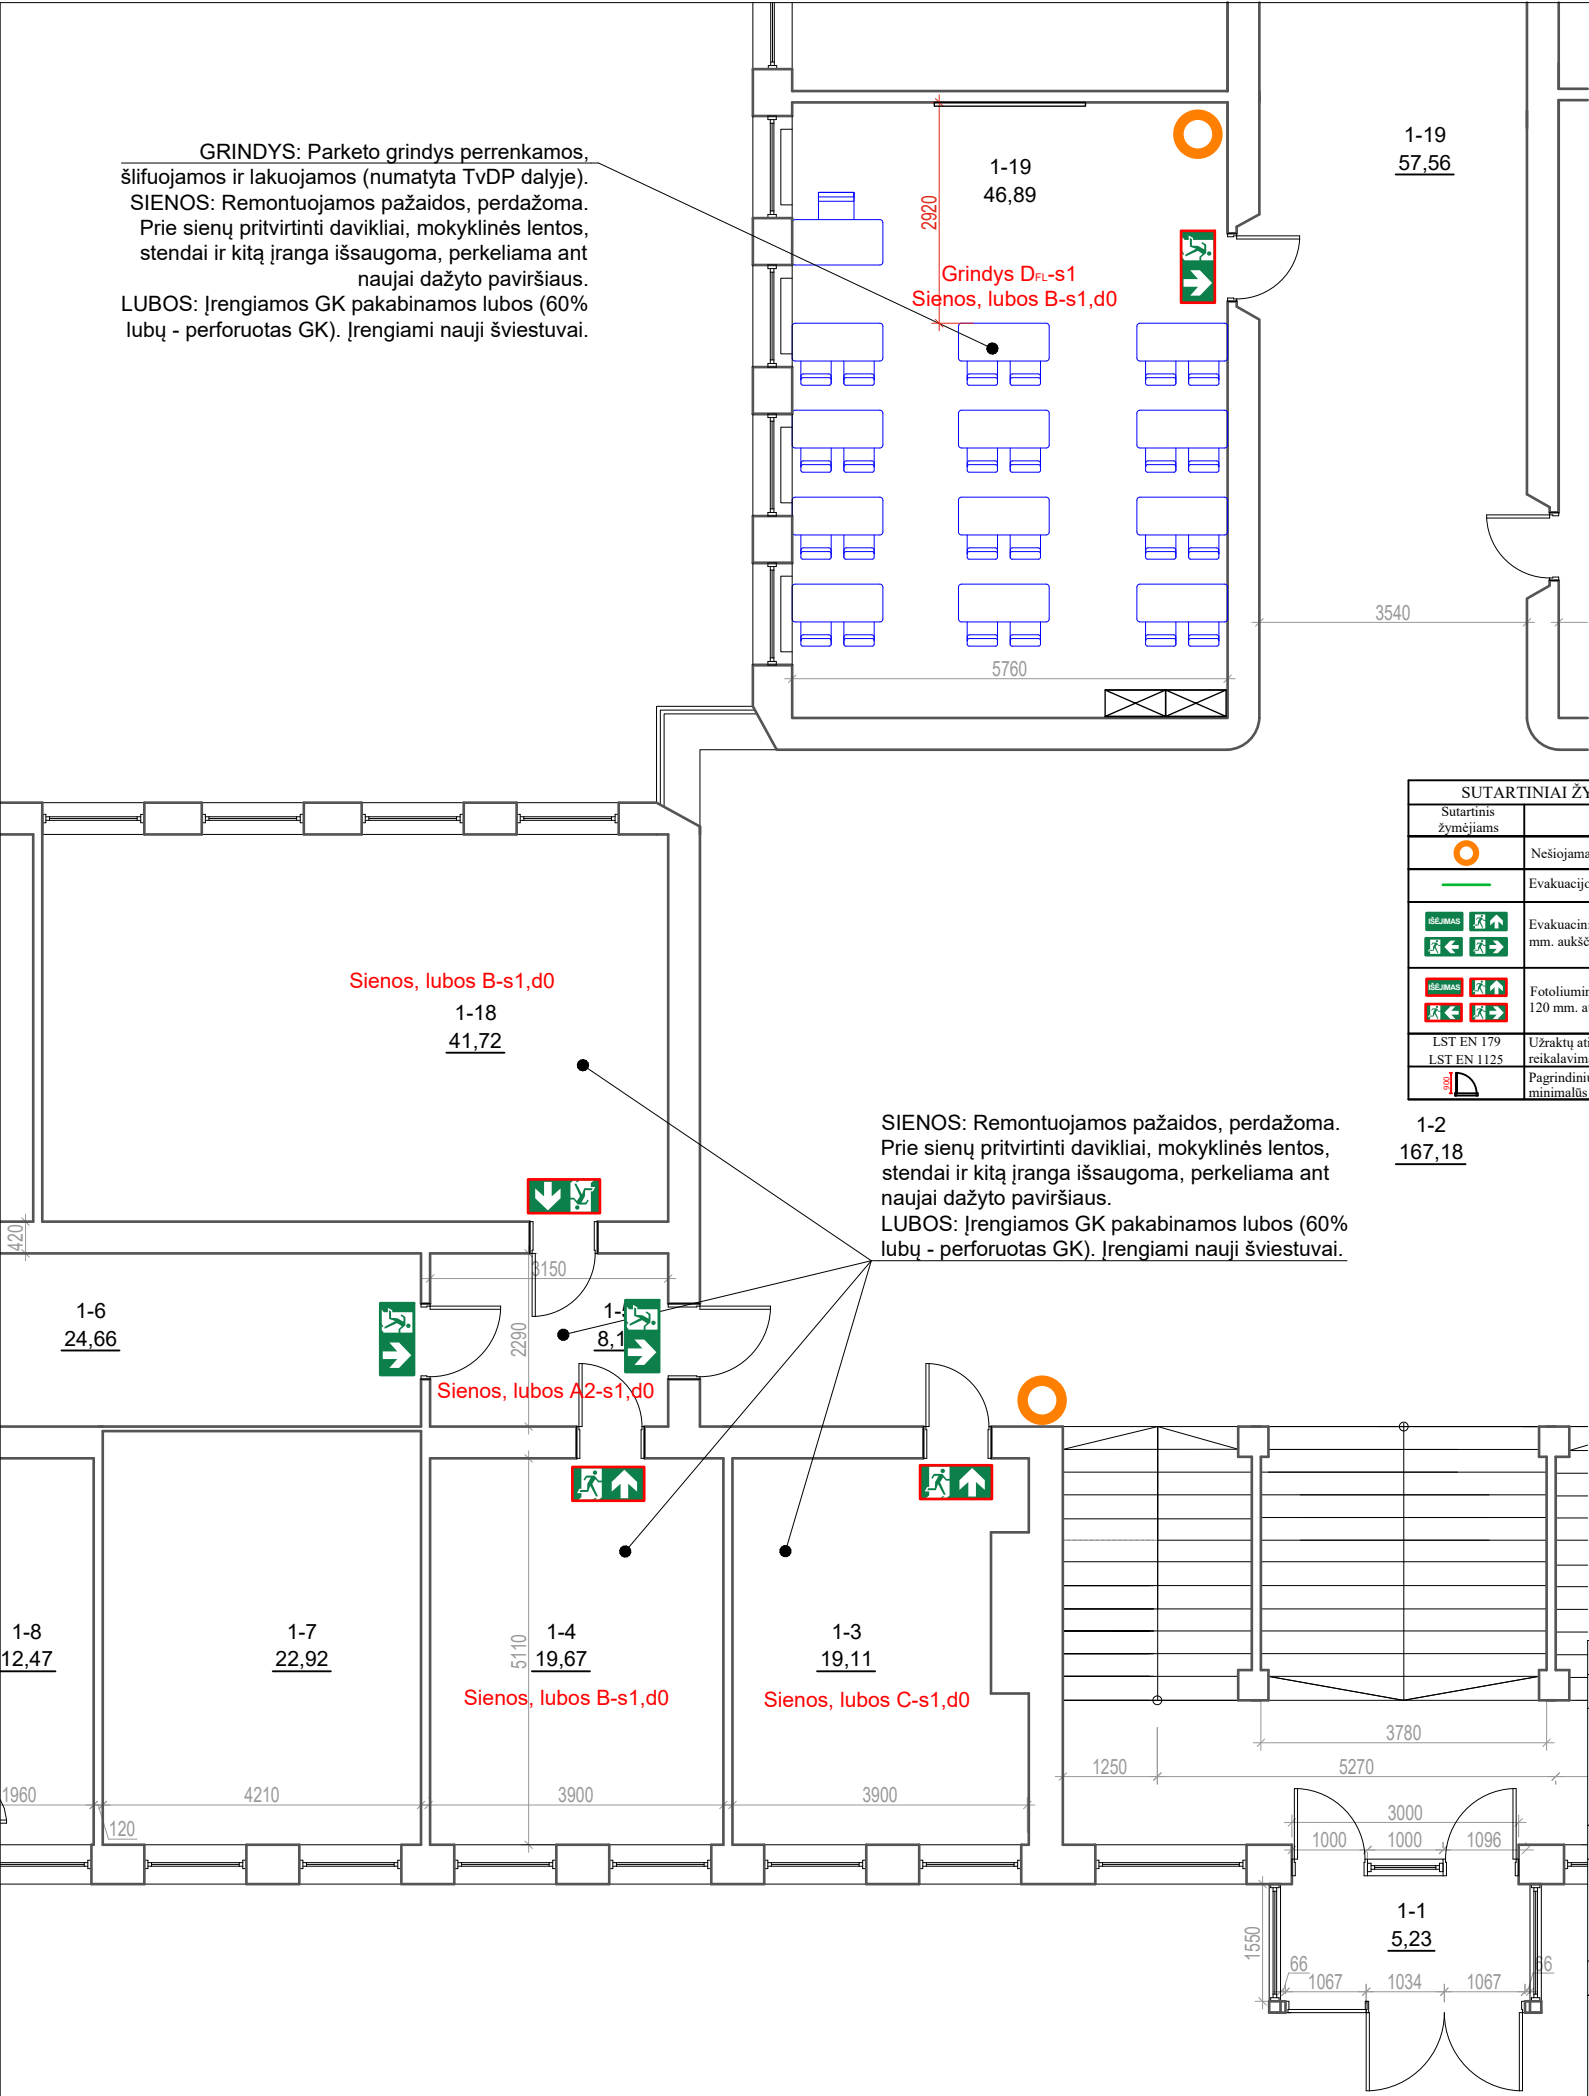 GRINDYS: Parketo grindys perrenkamos,
šlifuojamos ir lakuojamos (numatyta TvDP dalyje).
SIENOS: Remontuojamos pažaidos, perdažoma.
Prie sienų pritvirtinti davikliai, mokyklinės lentos,
stendai ir kitą įranga išsaugoma, perkeliama ant
naujai dažyto paviršiaus.
LUBOS: Įrengiamos GK pakabinamos lubos (60%
lubų - perforuotas GK). Įrengiami nauji šviestuvai.
1-19
46,89
2920
Grindys DFL-s1
Sienos, lubos B-s1,d0
1-19
57,56
3540
5760
SUTARTINIAI ŽY
Sutartinis
žymėjiams
Nešiojama
Evakuacijo
IŠĖJIMAS
Evakuacin
mm. aukšč
IŠĖJIMAS
Fotoliumin
120 mm. a
LST EN 179
LST EN 1125
Užraktų ati
reikalavim
900
Pagrindini
minimalūs
1-2
167,18
Sienos, lubos B-s1,d0
1-18
41,72
SIENOS: Remontuojamos pažaidos, perdažoma.
Prie sienų pritvirtinti davikliai, mokyklinės lentos,
stendai ir kitą įranga išsaugoma, perkeliama ant
naujai dažyto paviršiaus.
LUBOS: Įrengiamos GK pakabinamos lubos (60%
lubų - perforuotas GK). Įrengiami nauji šviestuvai.
420
3150
1-6
24,66
2290
1-
8,1
Sienos, lubos A2-s1,d0
1-8
12,47
1-7
22,92
5110
1-4
19,67
Sienos, lubos B-s1,d0
1-3
19,11
Sienos, lubos C-s1,d0
3780
1250
5270
1960
4210
3900
3900
120
3000
1000
1000
1096
1-1
5,23
1550
66
1067
1034
1067
66